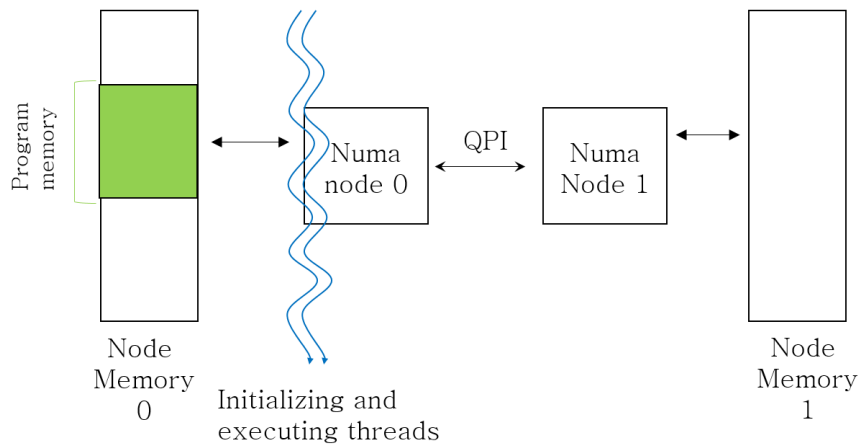 Program
memory
Numa
node 0
QPI
Numa
Node 1
Node
Memory
0
Initializing and
executing threads
Node
Memory
1